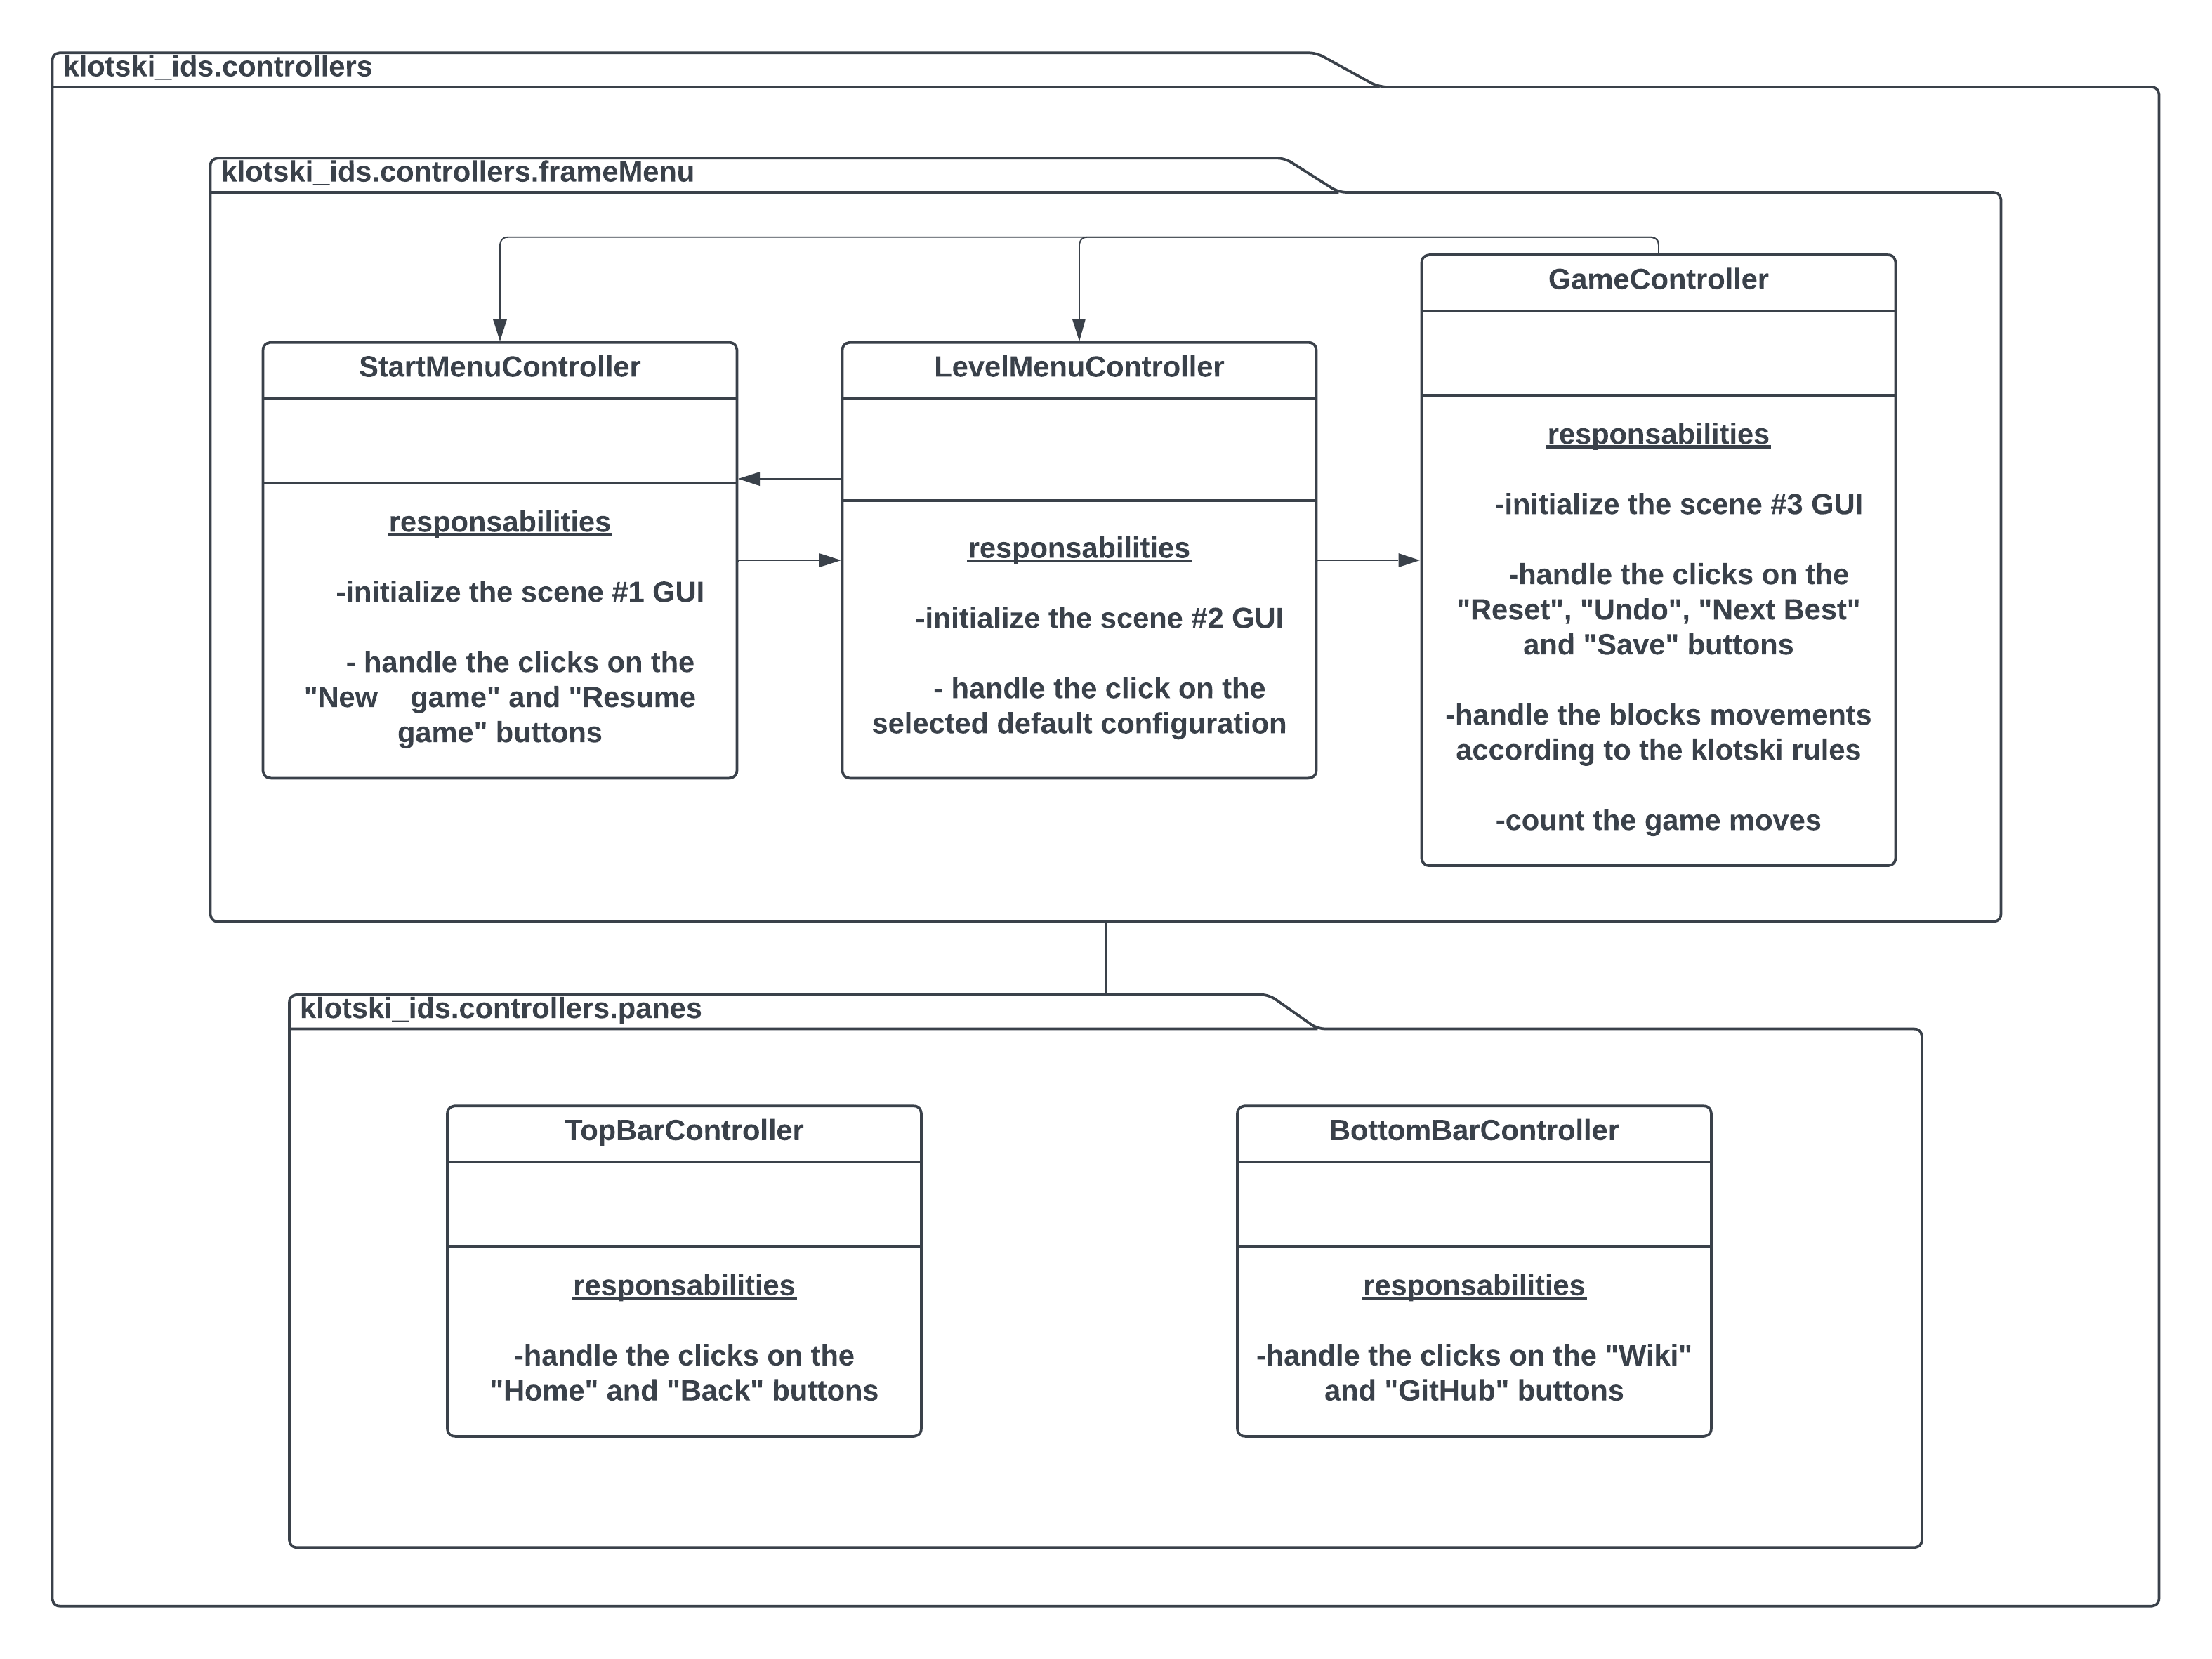 klotski_ids.controllers
klotski_ids.controllers.frameMenu
StartMenuController
responsabilities
-initialize the scene #1 GUI
- handle the clicks on the
"New    game" and "Resume
game" buttons
LevelMenuController
responsabilities
-initialize the scene #2 GUI
- handle the click on the
selected default configuration
GameController
responsabilities
-initialize the scene #3 GUI
-handle the clicks on the
"Reset", "Undo", "Next Best"
and "Save" buttons
-handle the blocks movements
according to the klotski rules
-count the game moves
klotski_ids.controllers.panes
TopBarController
responsabilities
-handle the clicks on the
"Home" and "Back" buttons
BottomBarController
responsabilities
-handle the clicks on the "Wiki"
and "GitHub" buttons